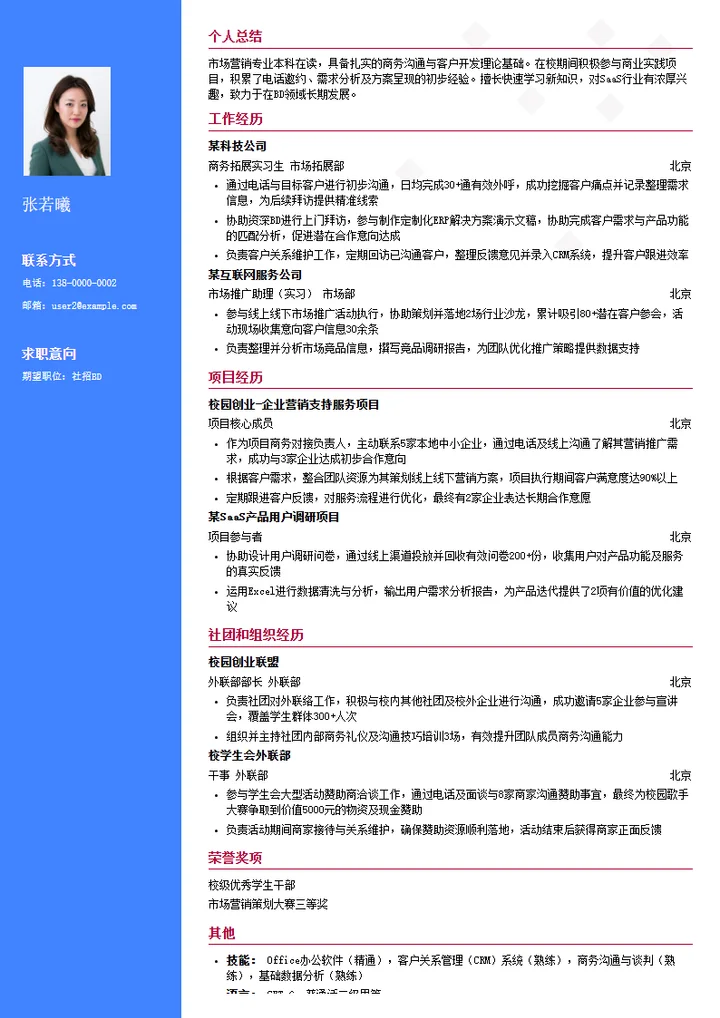 张若曦
联系方式
电话：138-0000-0002
邮箱：user2@example.com
求职意向
期望职位：社招BD
个人总结
市场营销专业本科在读，具备扎实的商务沟通与客户开发理论基础。在校期间积极参与商业实践项
目，积累了电话邀约、需求分析及方案呈现的初步经验。擅长快速学习新知识，对SaaS行业有浓厚兴
趣，致力于在BD领域长期发展。
工作经历
某科技公司
商务拓展实习生 市场拓展部 北京
• 通过电话与目标客户进行初步沟通，日均完成30+通有效外呼，成功挖掘客户痛点并记录整理需求
信息，为后续拜访提供精准线索
• 协助资深BD进行上门拜访，参与制作定制化ERP解决方案演示文稿，协助完成客户需求与产品功能
的匹配分析，促进潜在合作意向达成
• 负责客户关系维护工作，定期回访已沟通客户，整理反馈意见并录入CRM系统，提升客户跟进效率
某互联网服务公司
市场推广助理（实习） 市场部 北京
• 参与线上线下市场推广活动执行，协助策划并落地2场行业沙龙，累计吸引80+潜在客户参会，活
动现场收集意向客户信息30余条
• 负责整理并分析市场竞品信息，撰写竞品调研报告，为团队优化推广策略提供数据支持
项目经历
校园创业-企业营销支持服务项目
项目核心成员 北京
• 作为项目商务对接负责人，主动联系5家本地中小企业，通过电话及线上沟通了解其营销推广需
求，成功与3家企业达成初步合作意向
• 根据客户需求，整合团队资源为其策划线上线下营销方案，项目执行期间客户满意度达90%以上
• 定期跟进客户反馈，对服务流程进行优化，最终有2家企业表达长期合作意愿
某SaaS产品用户调研项目
项目参与者 北京
• 协助设计用户调研问卷，通过线上渠道投放并回收有效问卷200+份，收集用户对产品功能及服务
的真实反馈
• 运用Excel进行数据清洗与分析，输出用户需求分析报告，为产品迭代提供了2项有价值的优化建
议
社团和组织经历
校园创业联盟
外联部部长 外联部 北京
• 负责社团对外联络工作，积极与校内其他社团及校外企业进行沟通，成功邀请5家企业参与宣讲
会，覆盖学生群体300+人次
• 组织并主持社团内部商务礼仪及沟通技巧培训3场，有效提升团队成员商务沟通能力
校学生会外联部
干事 外联部 北京
• 参与学生会大型活动赞助商洽谈工作，通过电话及面谈与8家商家沟通赞助事宜，最终为校园歌手
大赛争取到价值5000元的物资及现金赞助
• 负责活动期间商家接待与关系维护，确保赞助资源顺利落地，活动结束后获得商家正面反馈
荣誉奖项
校级优秀学生干部
市场营销策划大赛三等奖
其他
• 技能： Office办公软件（精通），客户关系管理（CRM）系统（熟练），商务沟通与谈判（熟
练），基础数据分析（熟练）